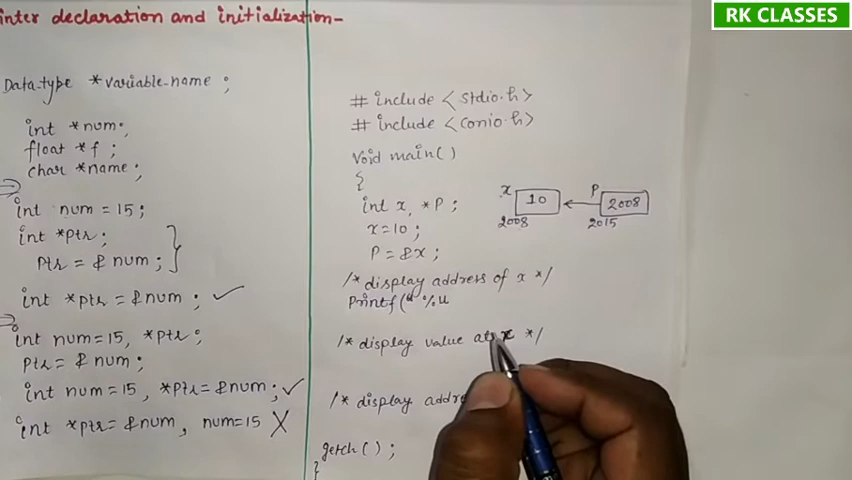 RK CLASSES
inter declaration and initialization-
Data-type *variable-name ;
int *num;
float *f ;
char *name;
int num = 15;
int *ptr;
ptr = & num;
int *ptr = &num ;
int num=15, *ptr;
ptr = & num;
int num=15, *ptr=&num;
int *ptr=&num, num=15 X
# include <stdio.h>
# include <conio.h>
Void main()
{
int x, *P ;
x=10 ;
P = &x ;
x
10
2008
P
2008
2015
/* display address of x */
Printf(" %u
/* display value at x */
/* display addre
getch() ;
}